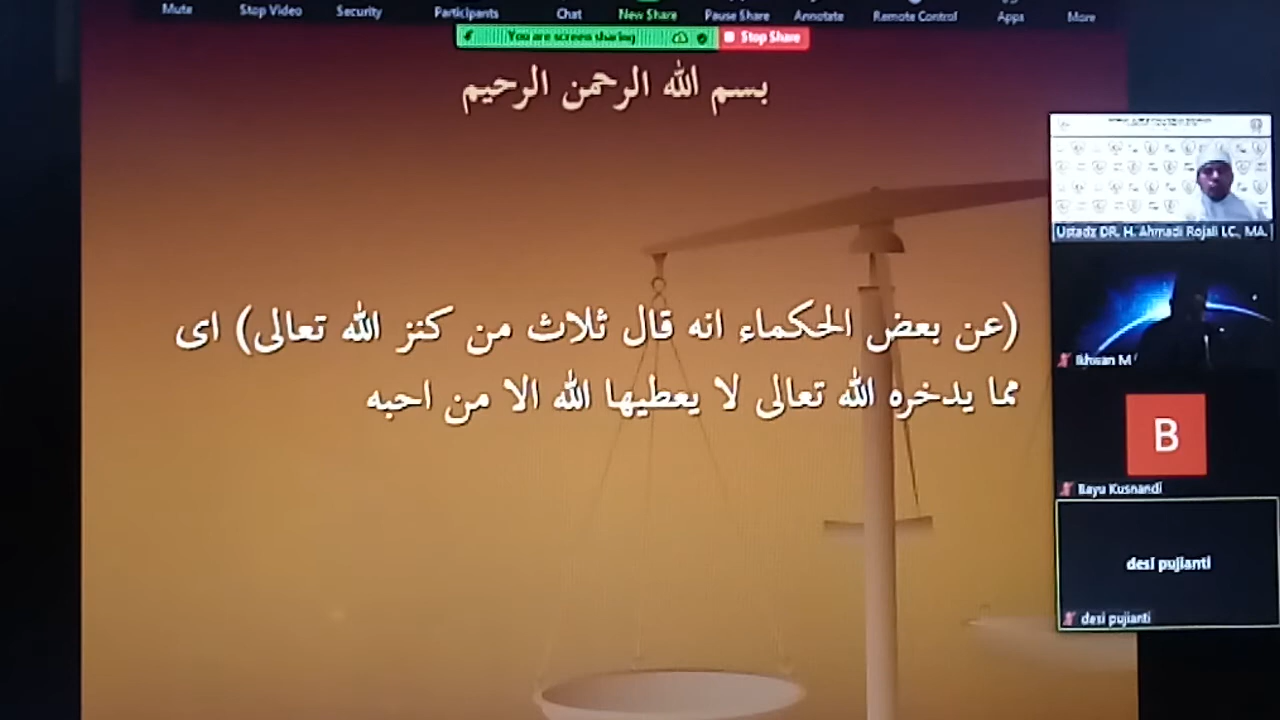 Mute Stop Video Security Participants Chat New Share Pause Share Annotate Remote Control Apps More
You are screen sharing Stop Share
بسم الله الرحمن الرحيم
(عن بعض الحكماء انه قال ثلاث من كنز الله تعالى) اى
مما يدخره الله تعالى لا يعطيها الله الا من احبه
Ustadz DR. H. Ahmadi Rojali LC., MA.
Ikhwan M
B
Bayu Kusnandi
desi pujianti
desi pujianti